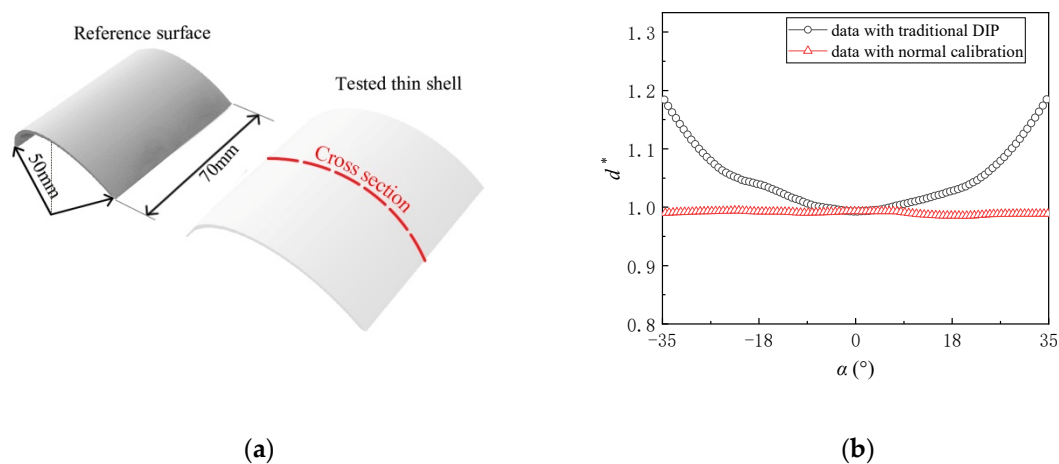 Reference surface
Tested thin shell
50mm
70mm
Cross section
(a)
data with traditional DIP
data with normal calibration
1.3
1.2
1.1
1.0
0.9
0.8
d*
-35 -18 0 18 35
α (°)
(b)